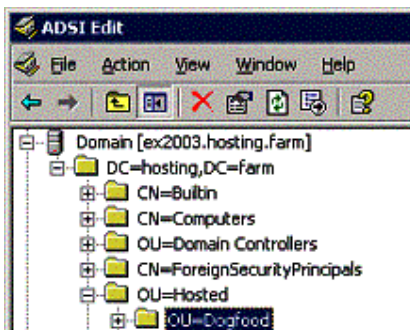 ADSI Edit
File Action View Window Help
Domain [ex2003.hosting.farm]
DC=hosting,DC=farm
CN=Builtin
CN=Computers
OU=Domain Controllers
CN=ForeignSecurityPrincipals
OU=Hosted
OU=Dogfood